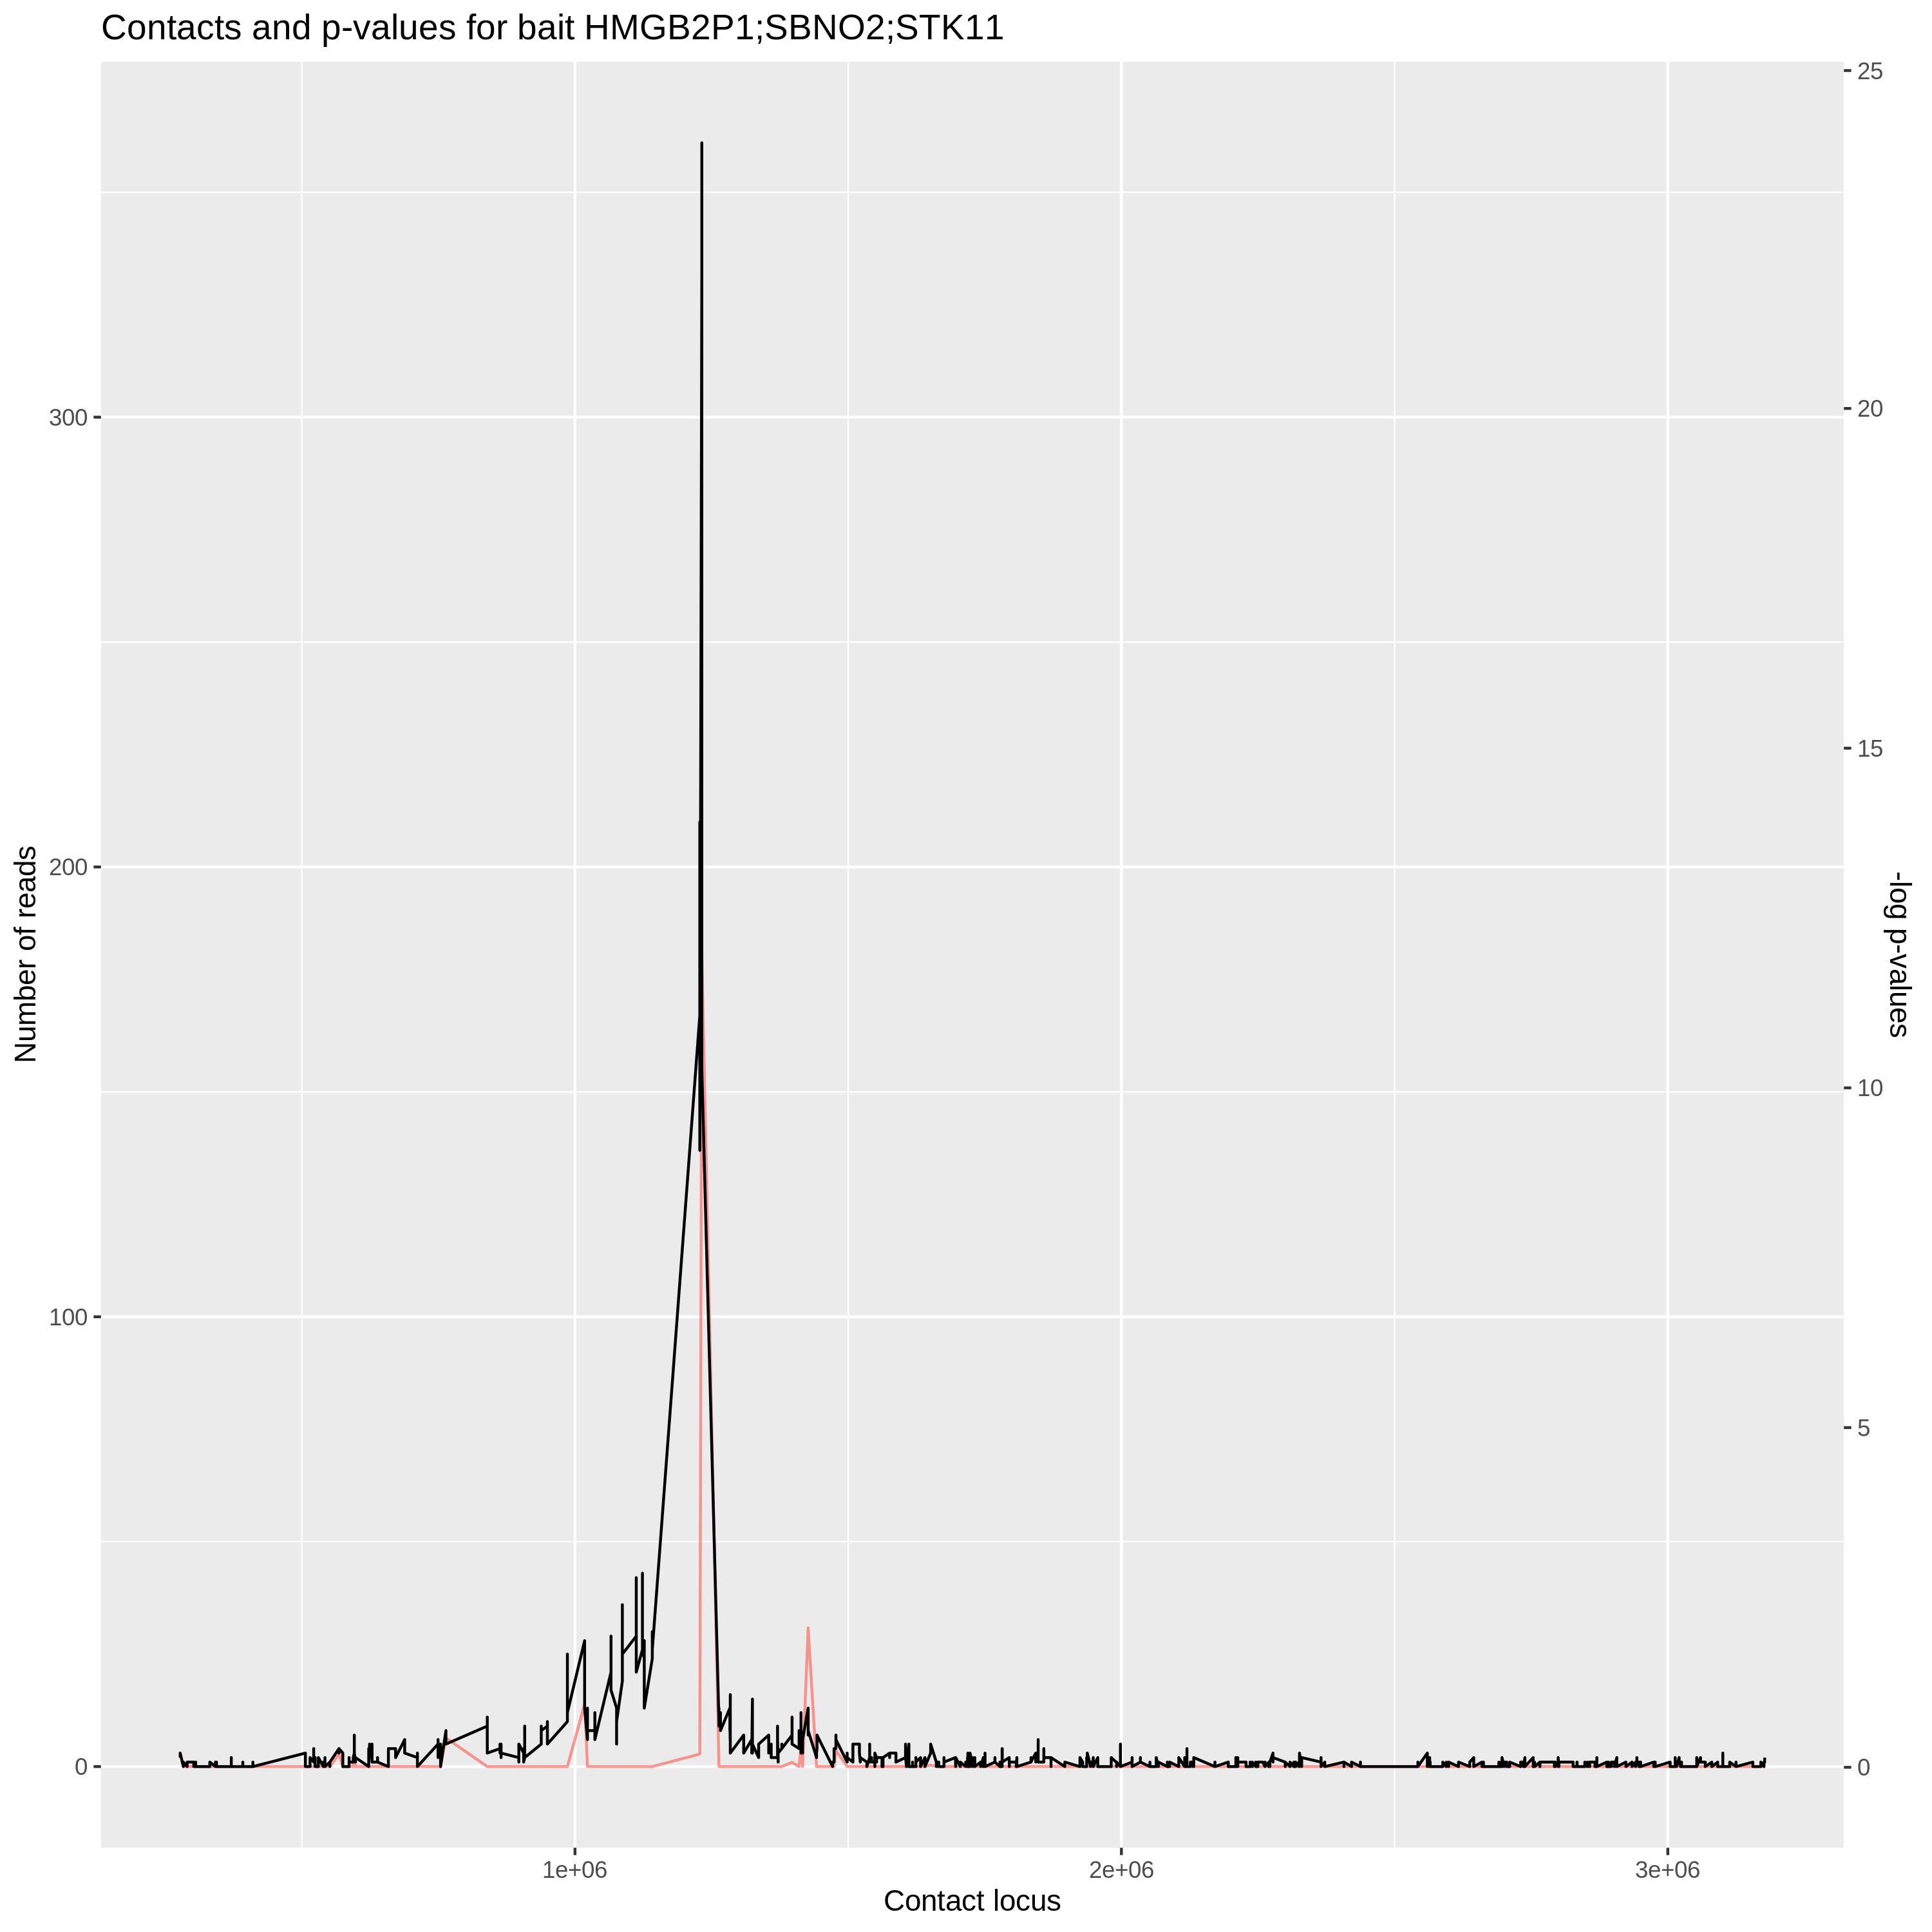 Contacts and p-values for bait HMGB2P1;SBNO2;STK11
25
20
15
10
5
0
-log p-values
300
200
100
0
Number of reads
1e+06
2e+06
3e+06
Contact locus